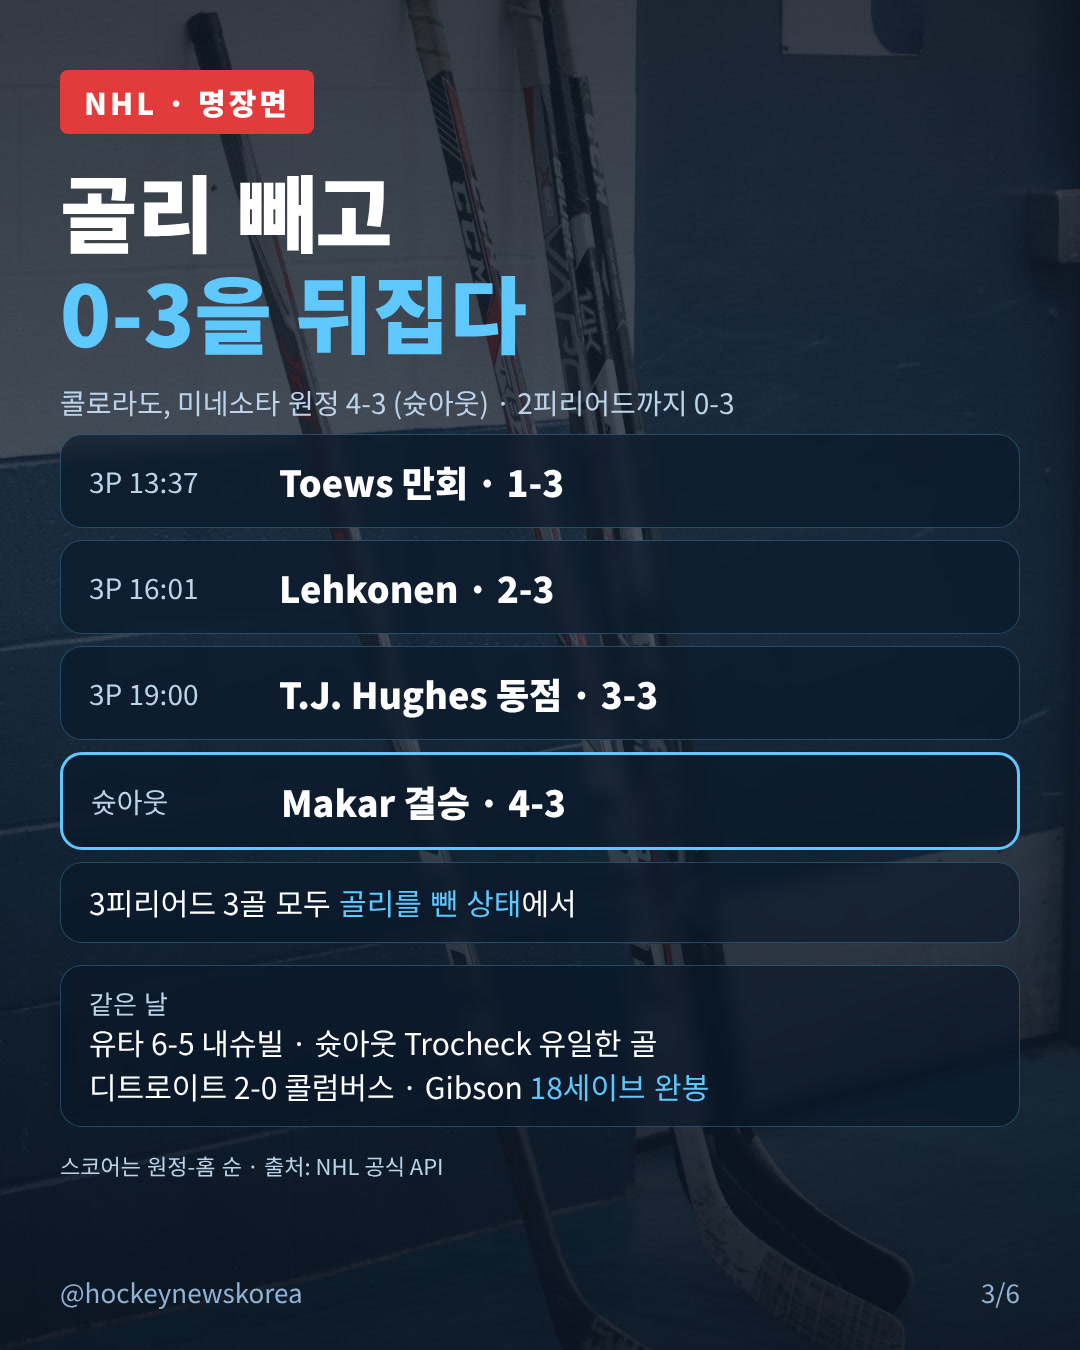 NHL · 명장면
골리 빼고
0-3을 뒤집다
콜로라도, 미네소타 원정 4-3 (슛아웃) · 2피리어드까지 0-3
3P 13:37 Toews 만회 · 1-3
3P 16:01 Lehkonen · 2-3
3P 19:00 T.J. Hughes 동점 · 3-3
슛아웃 Makar 결승 · 4-3
3피리어드 3골 모두 골리를 뺀 상태에서
같은 날
유타 6-5 내슈빌 · 슛아웃 Trocheck 유일한 골
디트로이트 2-0 콜럼버스 · Gibson 18세이브 완봉
스코어는 원정-홈 순 · 출처: NHL 공식 API
@hockeynewskorea
3/6